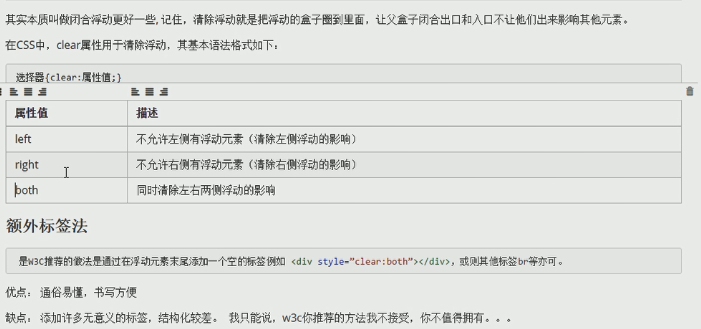 其实本质叫做闭合浮动更好一些,记住，清除浮动就是把浮动的盒子圈到里面，让父盒子闭合出口和入口不让他们出来影响其他元素。
在CSS中，clear属性用于清除浮动，其基本语法格式如下：
选择器{clear:属性值;}
属性值 描述
left 不允许左侧有浮动元素（清除左侧浮动的影响）
right 不允许右侧有浮动元素（清除右侧浮动的影响）
both 同时清除左右两侧浮动的影响
额外标签法
是W3C推荐的做法是通过在浮动元素末尾添加一个空的标签例如 <div style="clear:both"></div>，或则其他标签br等亦可。
优点： 通俗易懂，书写方便
缺点： 添加许多无意义的标签，结构化较差。 我只能说，w3c你推荐的方法我不接受，你不值得拥有。。。